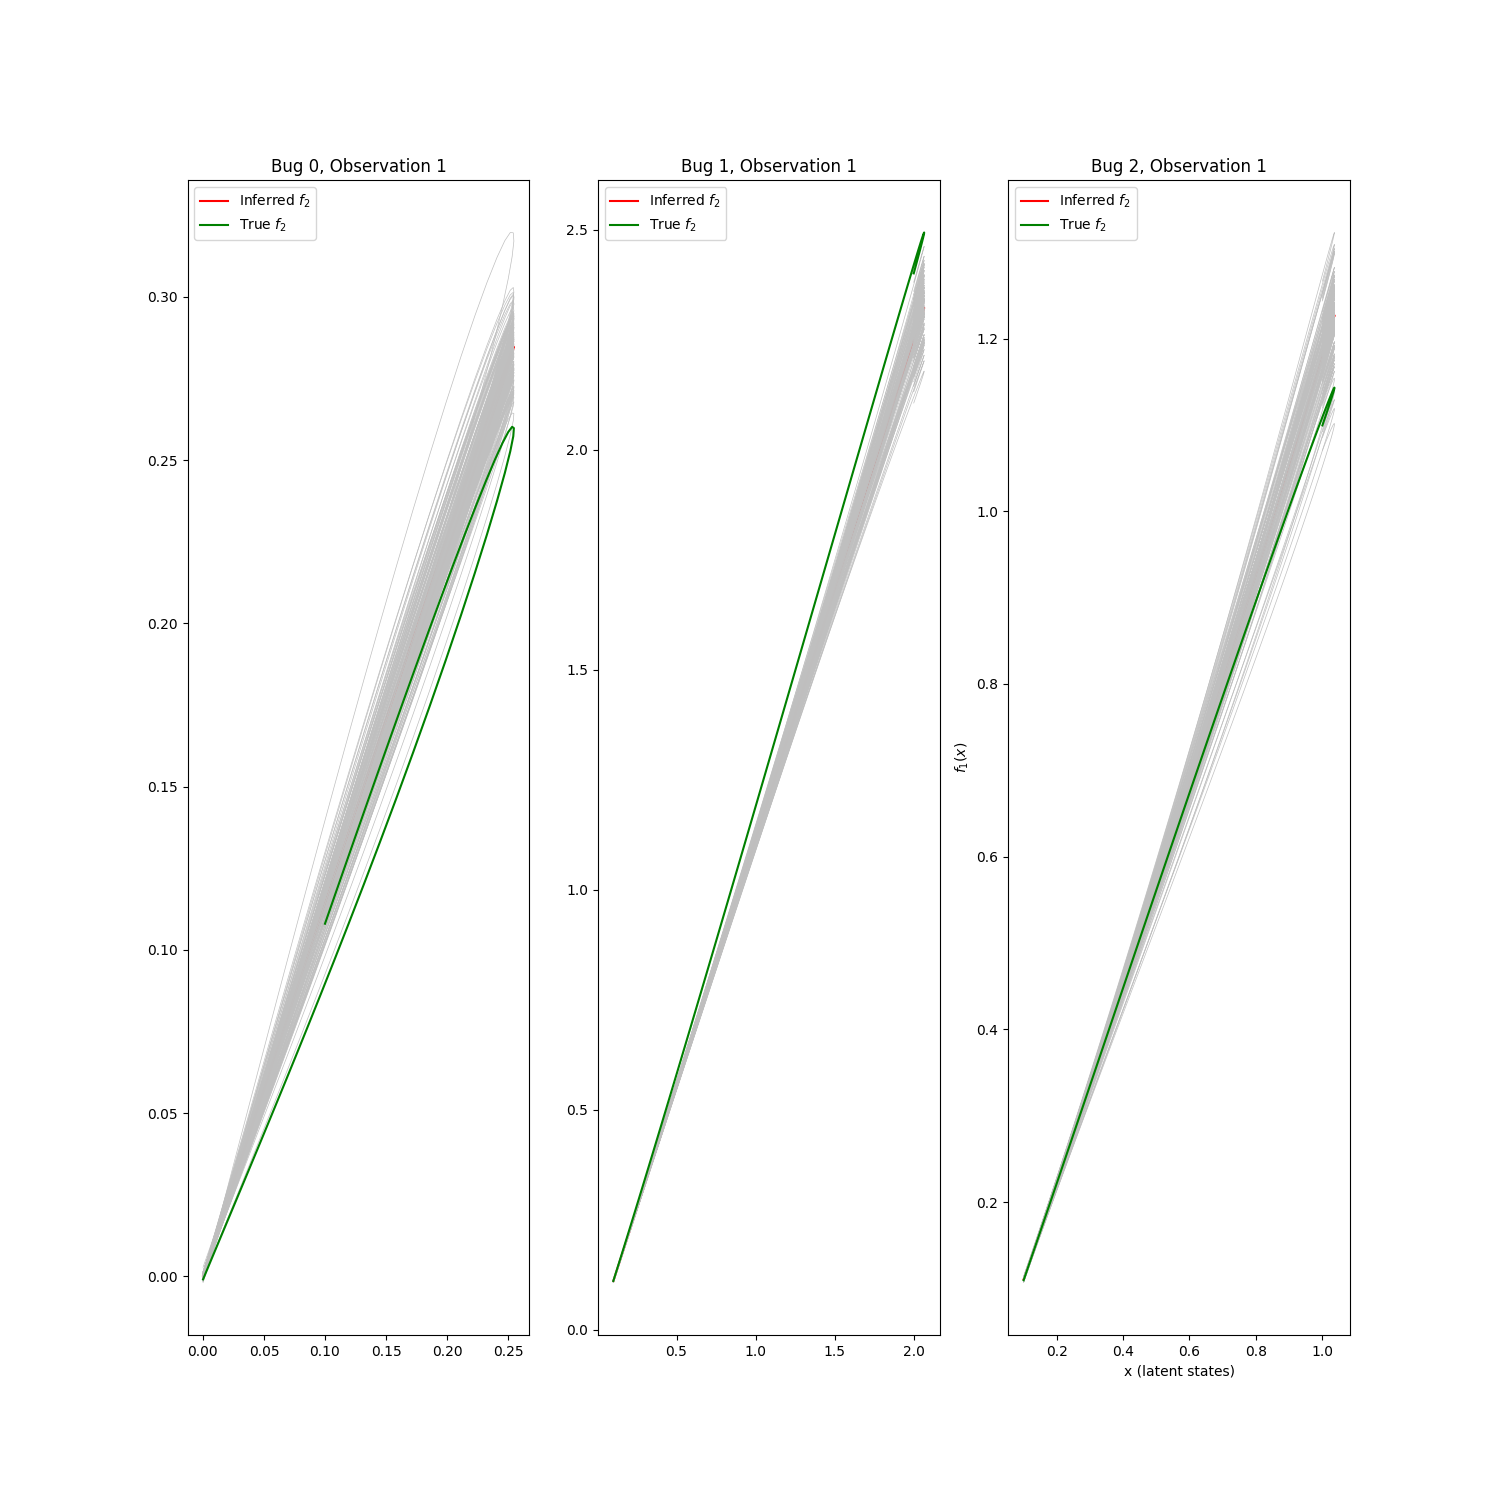 Bug 0, Observation 1
Inferred f₂
True f₂
0.30
0.25
0.20
0.15
0.10
0.05
0.00
0.00 0.05 0.10 0.15 0.20 0.25
Bug 1, Observation 1
Inferred f₂
True f₂
2.5
2.0
1.5
1.0
0.5
0.0
0.5 1.0 1.5 2.0
Bug 2, Observation 1
Inferred f₂
True f₂
1.2
1.0
0.8
0.6
0.4
0.2
f₁(x)
0.2 0.4 0.6 0.8 1.0
x (latent states)